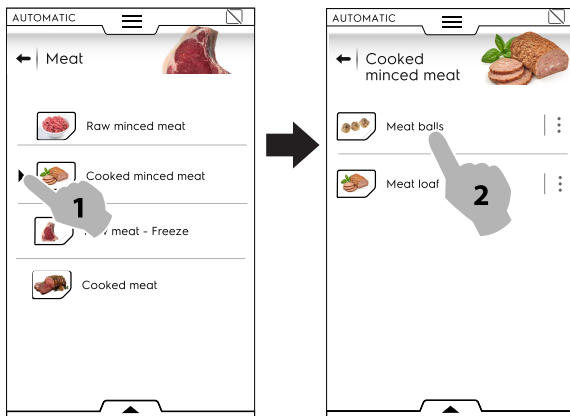 AUTOMATIC
Meat
Raw minced meat
Cooked minced meat
1
meat - Freeze
Cooked meat
AUTOMATIC
Cooked
minced meat
Meat balls
Meat loaf
2